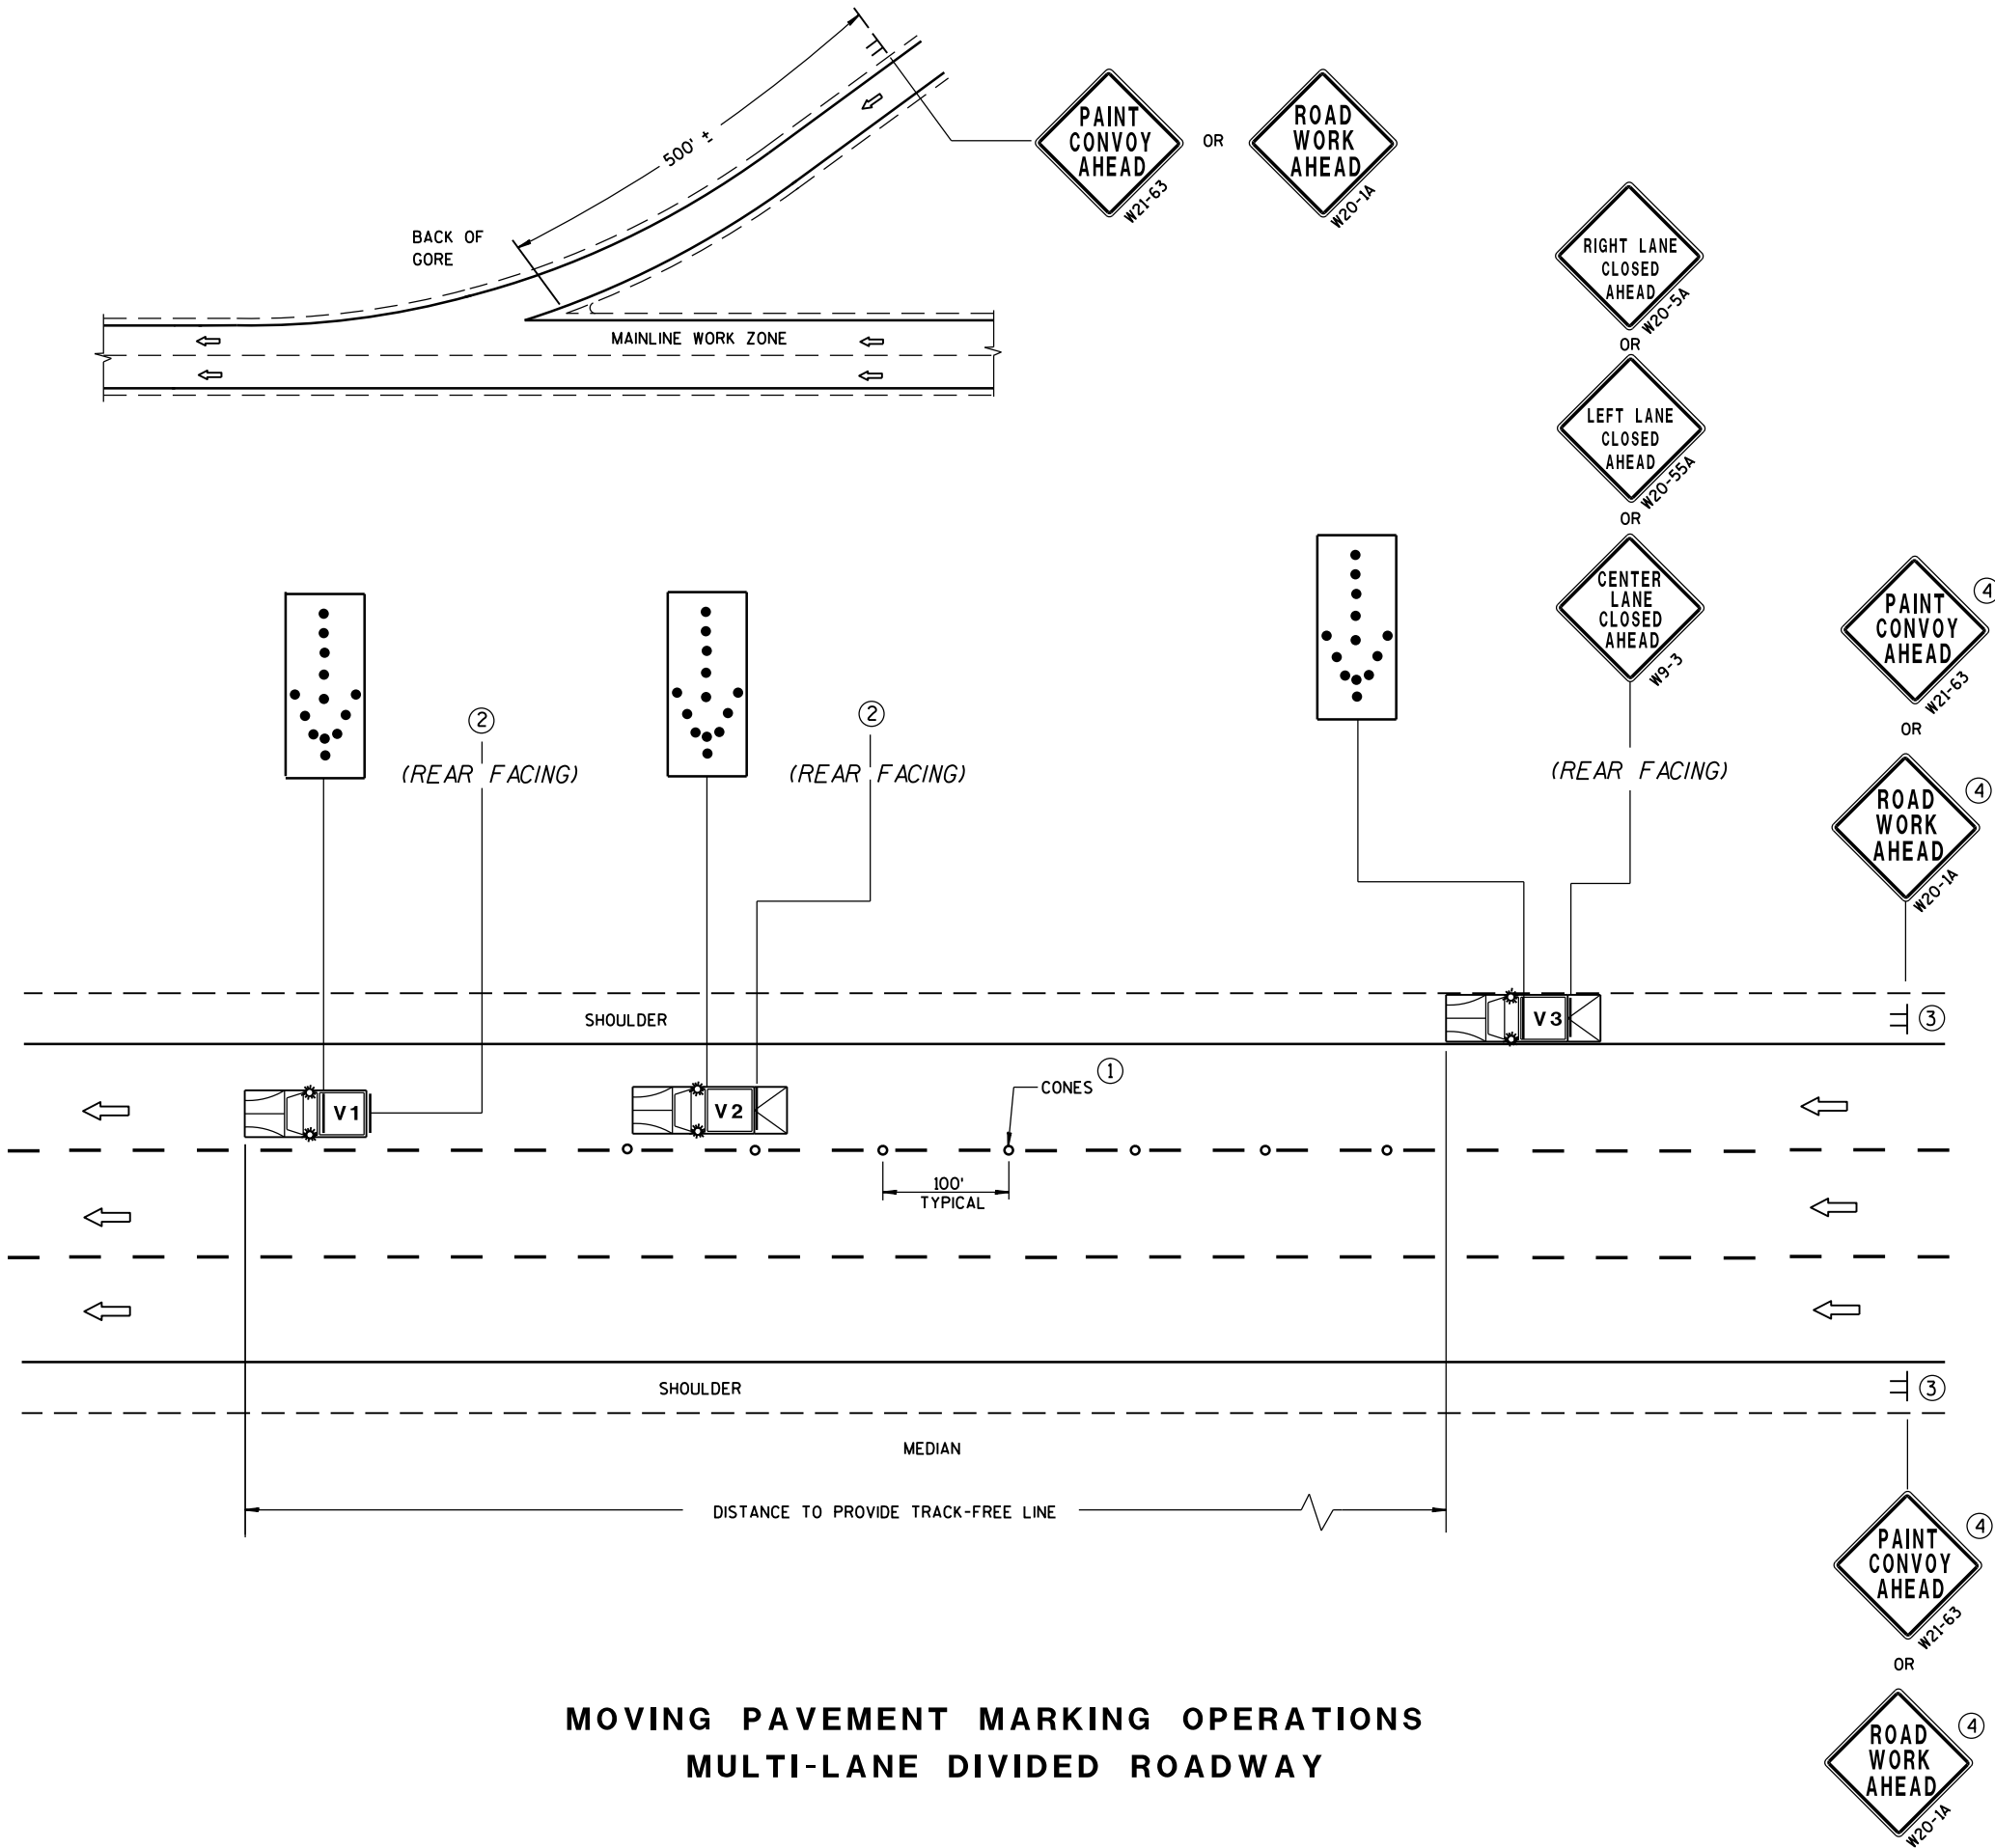 500' ±
PAINT
CONVOY
AHEAD
W21-63
OR
ROAD
WORK
AHEAD
W20-1A
BACK OF
GORE
MAINLINE WORK ZONE
RIGHT LANE
CLOSED
AHEAD
W20-5A
OR
LEFT LANE
CLOSED
AHEAD
W20-55A
OR
CENTER
LANE
CLOSED
AHEAD
W9-3
(REAR FACING)
PAINT
CONVOY
AHEAD
W21-63
4
OR
ROAD
WORK
AHEAD
W20-1A
4
2
(REAR FACING)
2
(REAR FACING)
SHOULDER
V3
3
V1
V2
CONES
1
100'
TYPICAL
SHOULDER
3
MEDIAN
DISTANCE TO PROVIDE TRACK-FREE LINE
PAINT
CONVOY
AHEAD
W21-63
4
OR
ROAD
WORK
AHEAD
W20-1A
4
MOVING PAVEMENT MARKING OPERATIONS
MULTI-LANE DIVIDED ROADWAY